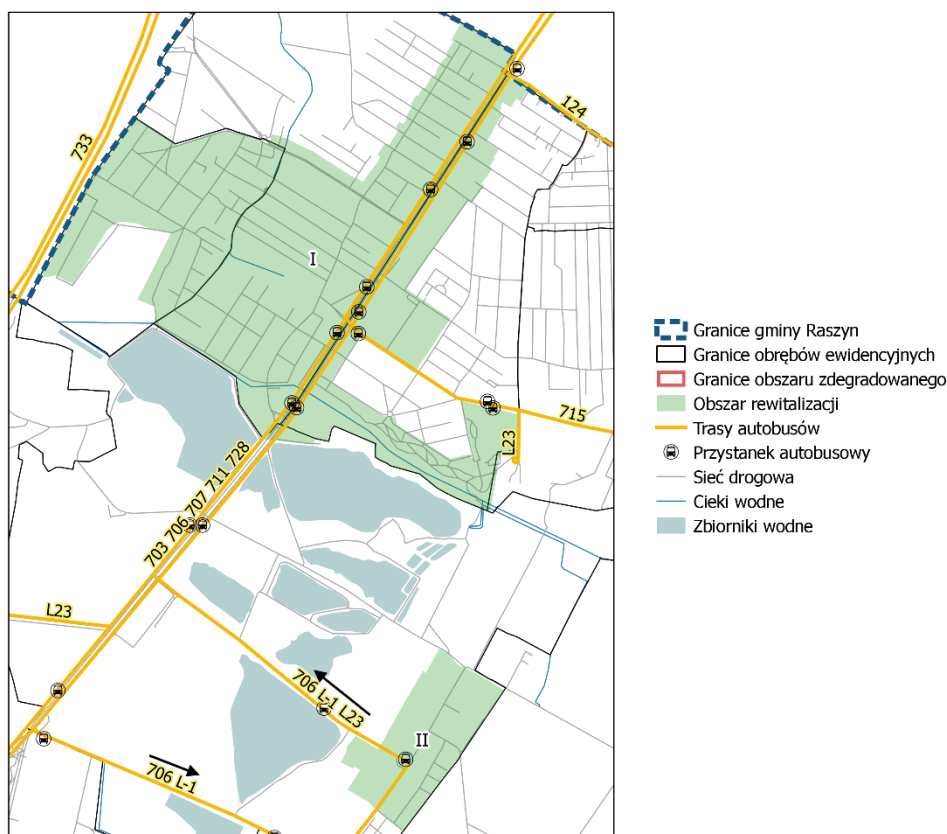 733
124
I
715
L23
703 706 707 711 728
L23
706 L-1 L23
II
706 L-1
Granice gminy Raszyn
Granice obrębów ewidencyjnych
Granice obszaru zdegradowanego
Obszar rewitalizacji
Trasy autobusów
Przystanek autobusowy
Sieć drogowa
Cieki wodne
Zbiorniki wodne